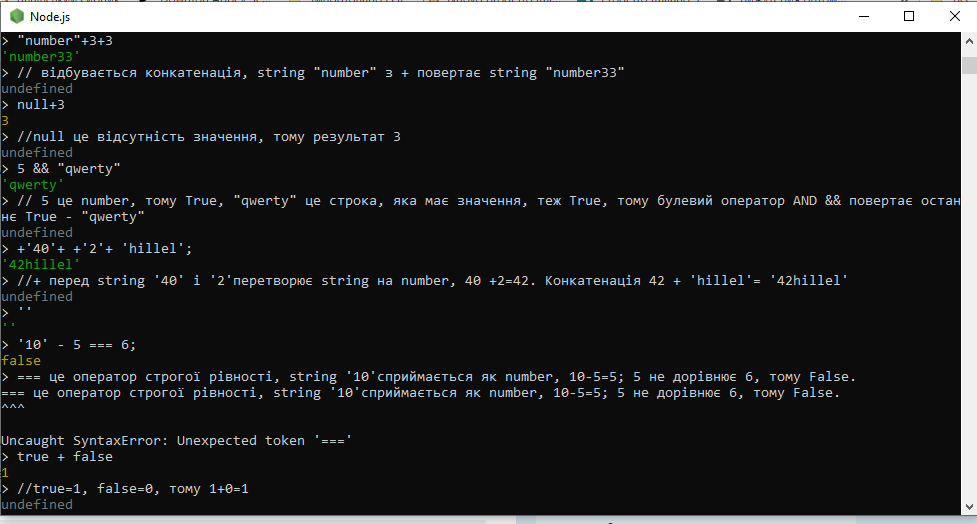 Node.js
> "number"+3+3
'number33'
> // відбувається конкатенація, string "number" з + повертає string "number33"
undefined
> null+3
3
> //null це відсутність значення, тому результат 3
undefined
> 5 && "qwerty"
'qwerty'
> // 5 це number, тому True, "qwerty" це строка, яка має значення, теж True, тому булевий оператор AND && повертає остан
нє True - "qwerty"
undefined
> +'40'+ +'2'+ 'hillel';
'42hillel'
> //+ перед string '40' і '2'перетворює string на number, 40 +2=42. Конкатенація 42 + 'hillel'= '42hillel'
undefined
> ''
''
> '10' - 5 === 6;
false
> === це оператор строгої рівності, string '10'сприймається як number, 10-5=5; 5 не дорівнює 6, тому False.
=== це оператор строгої рівності, string '10'сприймається як number, 10-5=5; 5 не дорівнює 6, тому False.
^^^
Uncaught SyntaxError: Unexpected token '==='
> true + false
1
> //true=1, false=0, тому 1+0=1
undefined